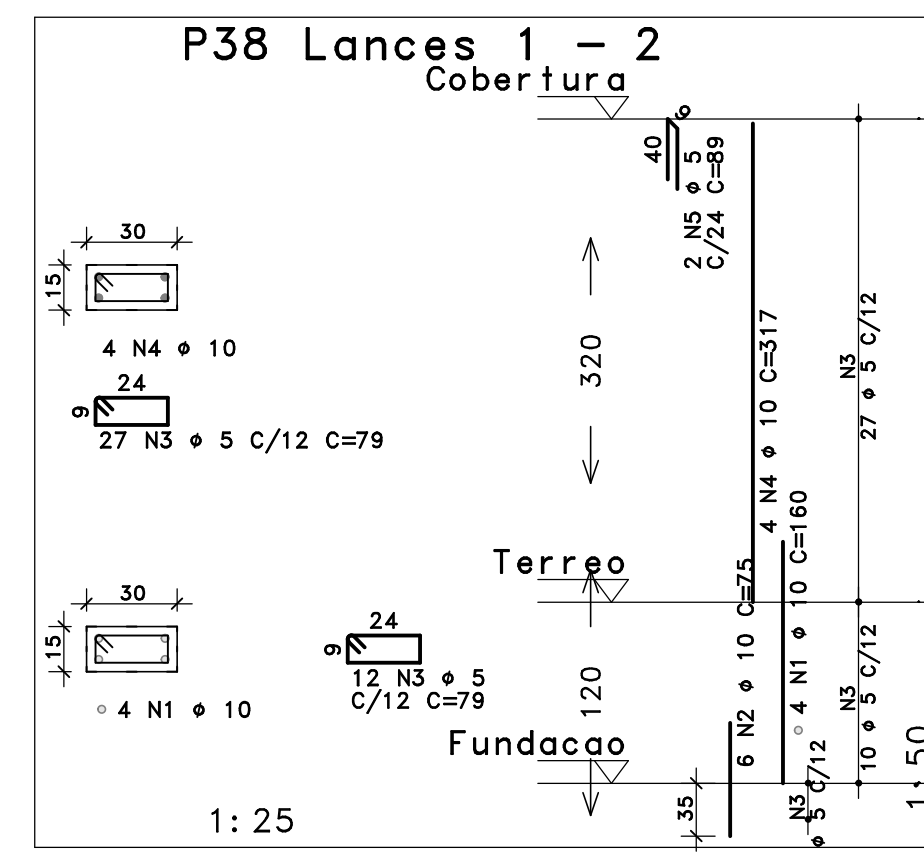 P38 Lances 1 - 2
Cobertura
40
6
2 N5 ø 5
C/24 C=89
30
15
4 N4 ø 10
24
9
27 N3 ø 5 C/12 C=79
320
4 N4 ø 10 C=317
N3
27 ø 5 C/12
Terreo
30
15
4 N1 ø 10
24
9
12 N3 ø 5
C/12 C=79
120
6 N2 ø 10 C=75
4 N1 ø 10 C=160
N3
10 ø 5 C/12
Fundacao
35
N3
ø 5 C/12
1:25